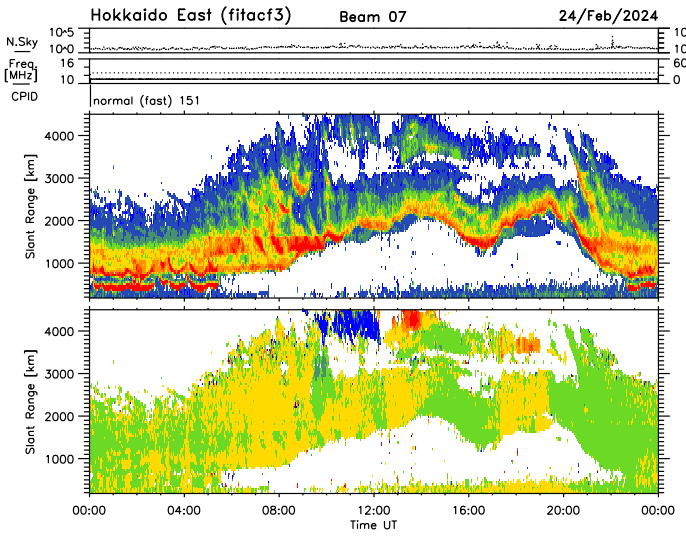 Hokkaido East (fitacf3) Beam 07 24/Feb/2024
N.Sky 10^5 10^0 10^5 10^0
Freq. [MHz] 16 10 60 0
CPID normal (fast) 151
Slant Range [km] 4000 3000 2000 1000
Slant Range [km] 4000 3000 2000 1000
00:00 04:00 08:00 12:00 16:00 20:00 00:00
Time UT